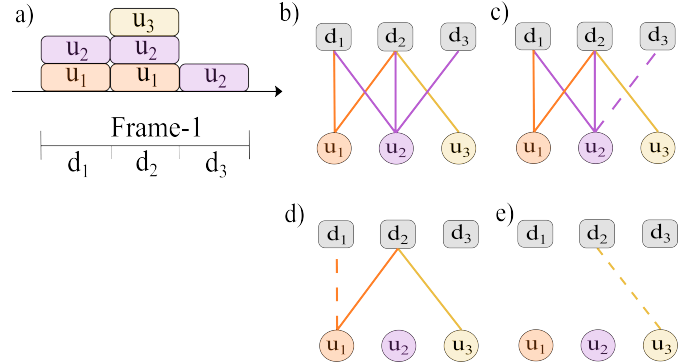 a)
u₃
u₂ u₂
u₁ u₁ u₂
Frame-1
d₁ d₂ d₃
b)
d₁ d₂ d₃
u₁ u₂ u₃
c)
d₁ d₂ d₃
u₁ u₂ u₃
d)
d₁ d₂ d₃
u₁ u₂ u₃
e)
d₁ d₂ d₃
u₁ u₂ u₃